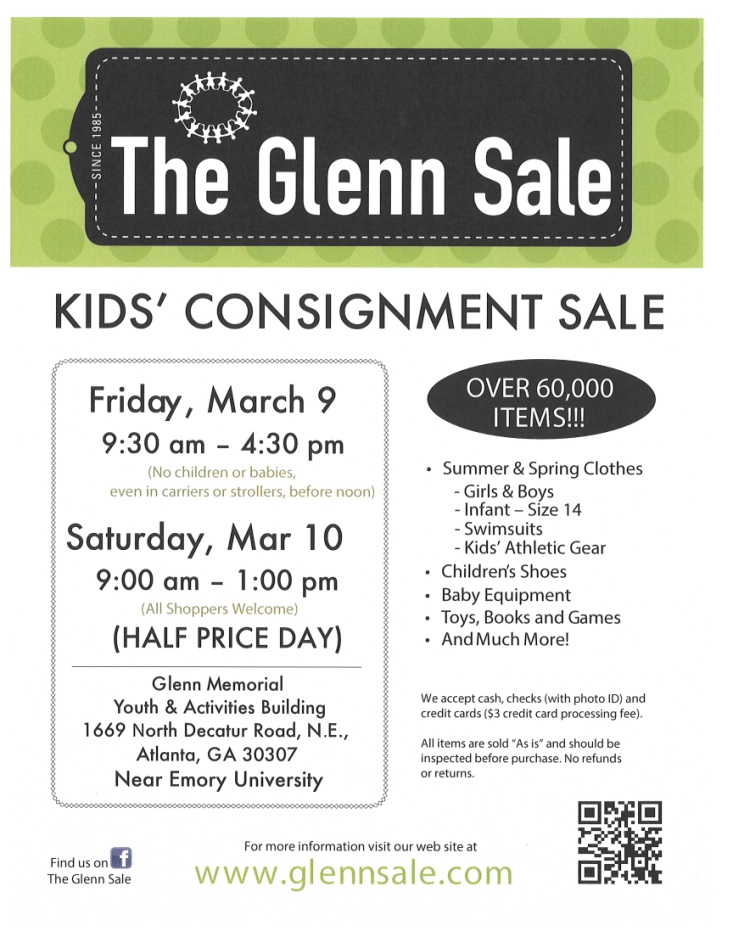 SINCE 1985
The Glenn Sale
KIDS' CONSIGNMENT SALE
Friday, March 9
9:30 am – 4:30 pm
(No children or babies,
even in carriers or strollers, before noon)
Saturday, Mar 10
9:00 am – 1:00 pm
(All Shoppers Welcome)
(HALF PRICE DAY)
Glenn Memorial
Youth & Activities Building
1669 North Decatur Road, N.E.,
Atlanta, GA 30307
Near Emory University
OVER 60,000
ITEMS!!!
• Summer & Spring Clothes
- Girls & Boys
- Infant – Size 14
- Swimsuits
- Kids' Athletic Gear
• Children's Shoes
• Baby Equipment
• Toys, Books and Games
• And Much More!
We accept cash, checks (with photo ID) and
credit cards ($3 credit card processing fee).
All items are sold "As is" and should be
inspected before purchase. No refunds
or returns.
Find us on f
The Glenn Sale
For more information visit our web site at
www.glennsale.com